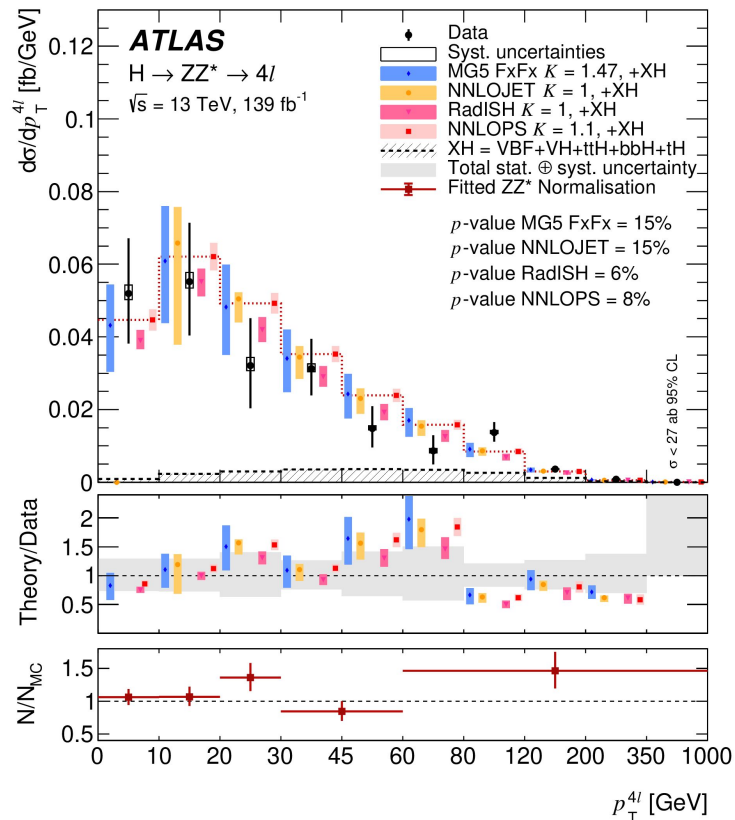 ATLAS
H → ZZ* → 4l
√s = 13 TeV, 139 fb⁻¹
Data
Syst. uncertainties
MG5 FxFx K = 1.47, +XH
NNLOJET K = 1, +XH
RadISH K = 1, +XH
NNLOPS K = 1.1, +XH
XH = VBF+VH+ttH+bbH+tH
Total stat. ⊕ syst. uncertainty
Fitted ZZ* Normalisation
p-value MG5 FxFx = 15%
p-value NNLOJET = 15%
p-value RadISH = 6%
p-value NNLOPS = 8%
σ < 27 ab 95% CL
dσ/dp_T^{4l} [fb/GeV]
0.12
0.1
0.08
0.06
0.04
0.02
0
Theory/Data
2
1.5
1
0.5
N/N_MC
1.5
1
0.5
0 10 20 30 45 60 80 120 200 350 1000
p_T^{4l} [GeV]